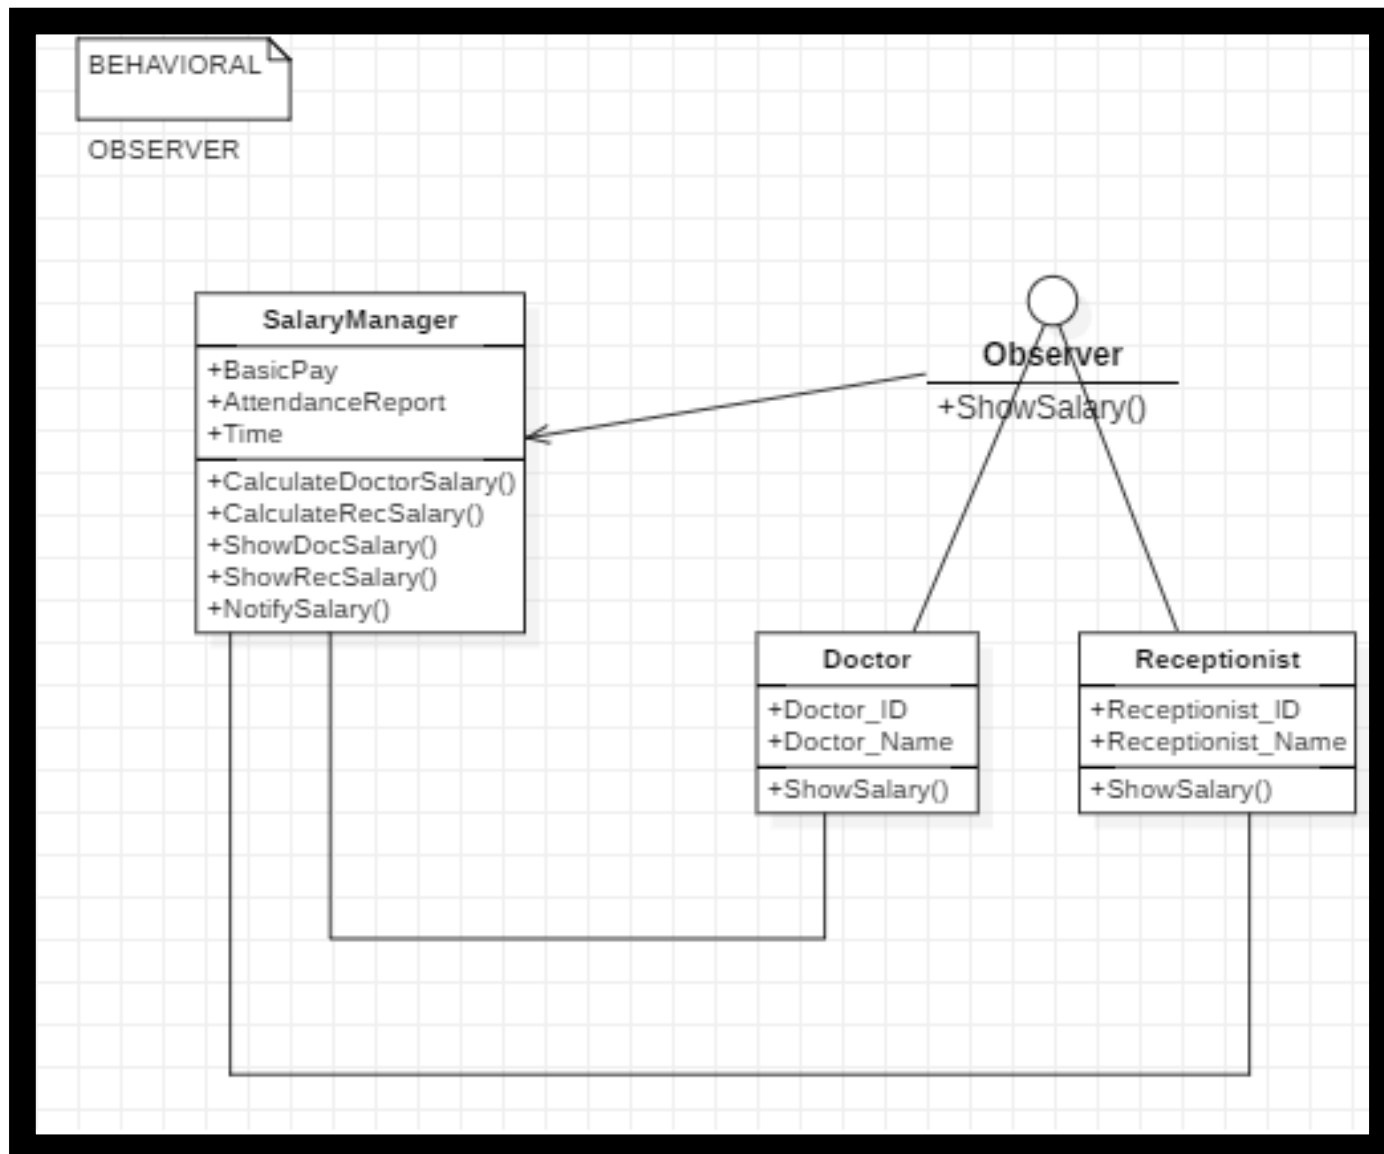 BEHAVIORAL
OBSERVER
SalaryManager
+BasicPay
+AttendanceReport
+Time
+CalculateDoctorSalary()
+CalculateRecSalary()
+ShowDocSalary()
+ShowRecSalary()
+NotifySalary()
Observer
+ShowSalary()
Doctor
+Doctor_ID
+Doctor_Name
+ShowSalary()
Receptionist
+Receptionist_ID
+Receptionist_Name
+ShowSalary()